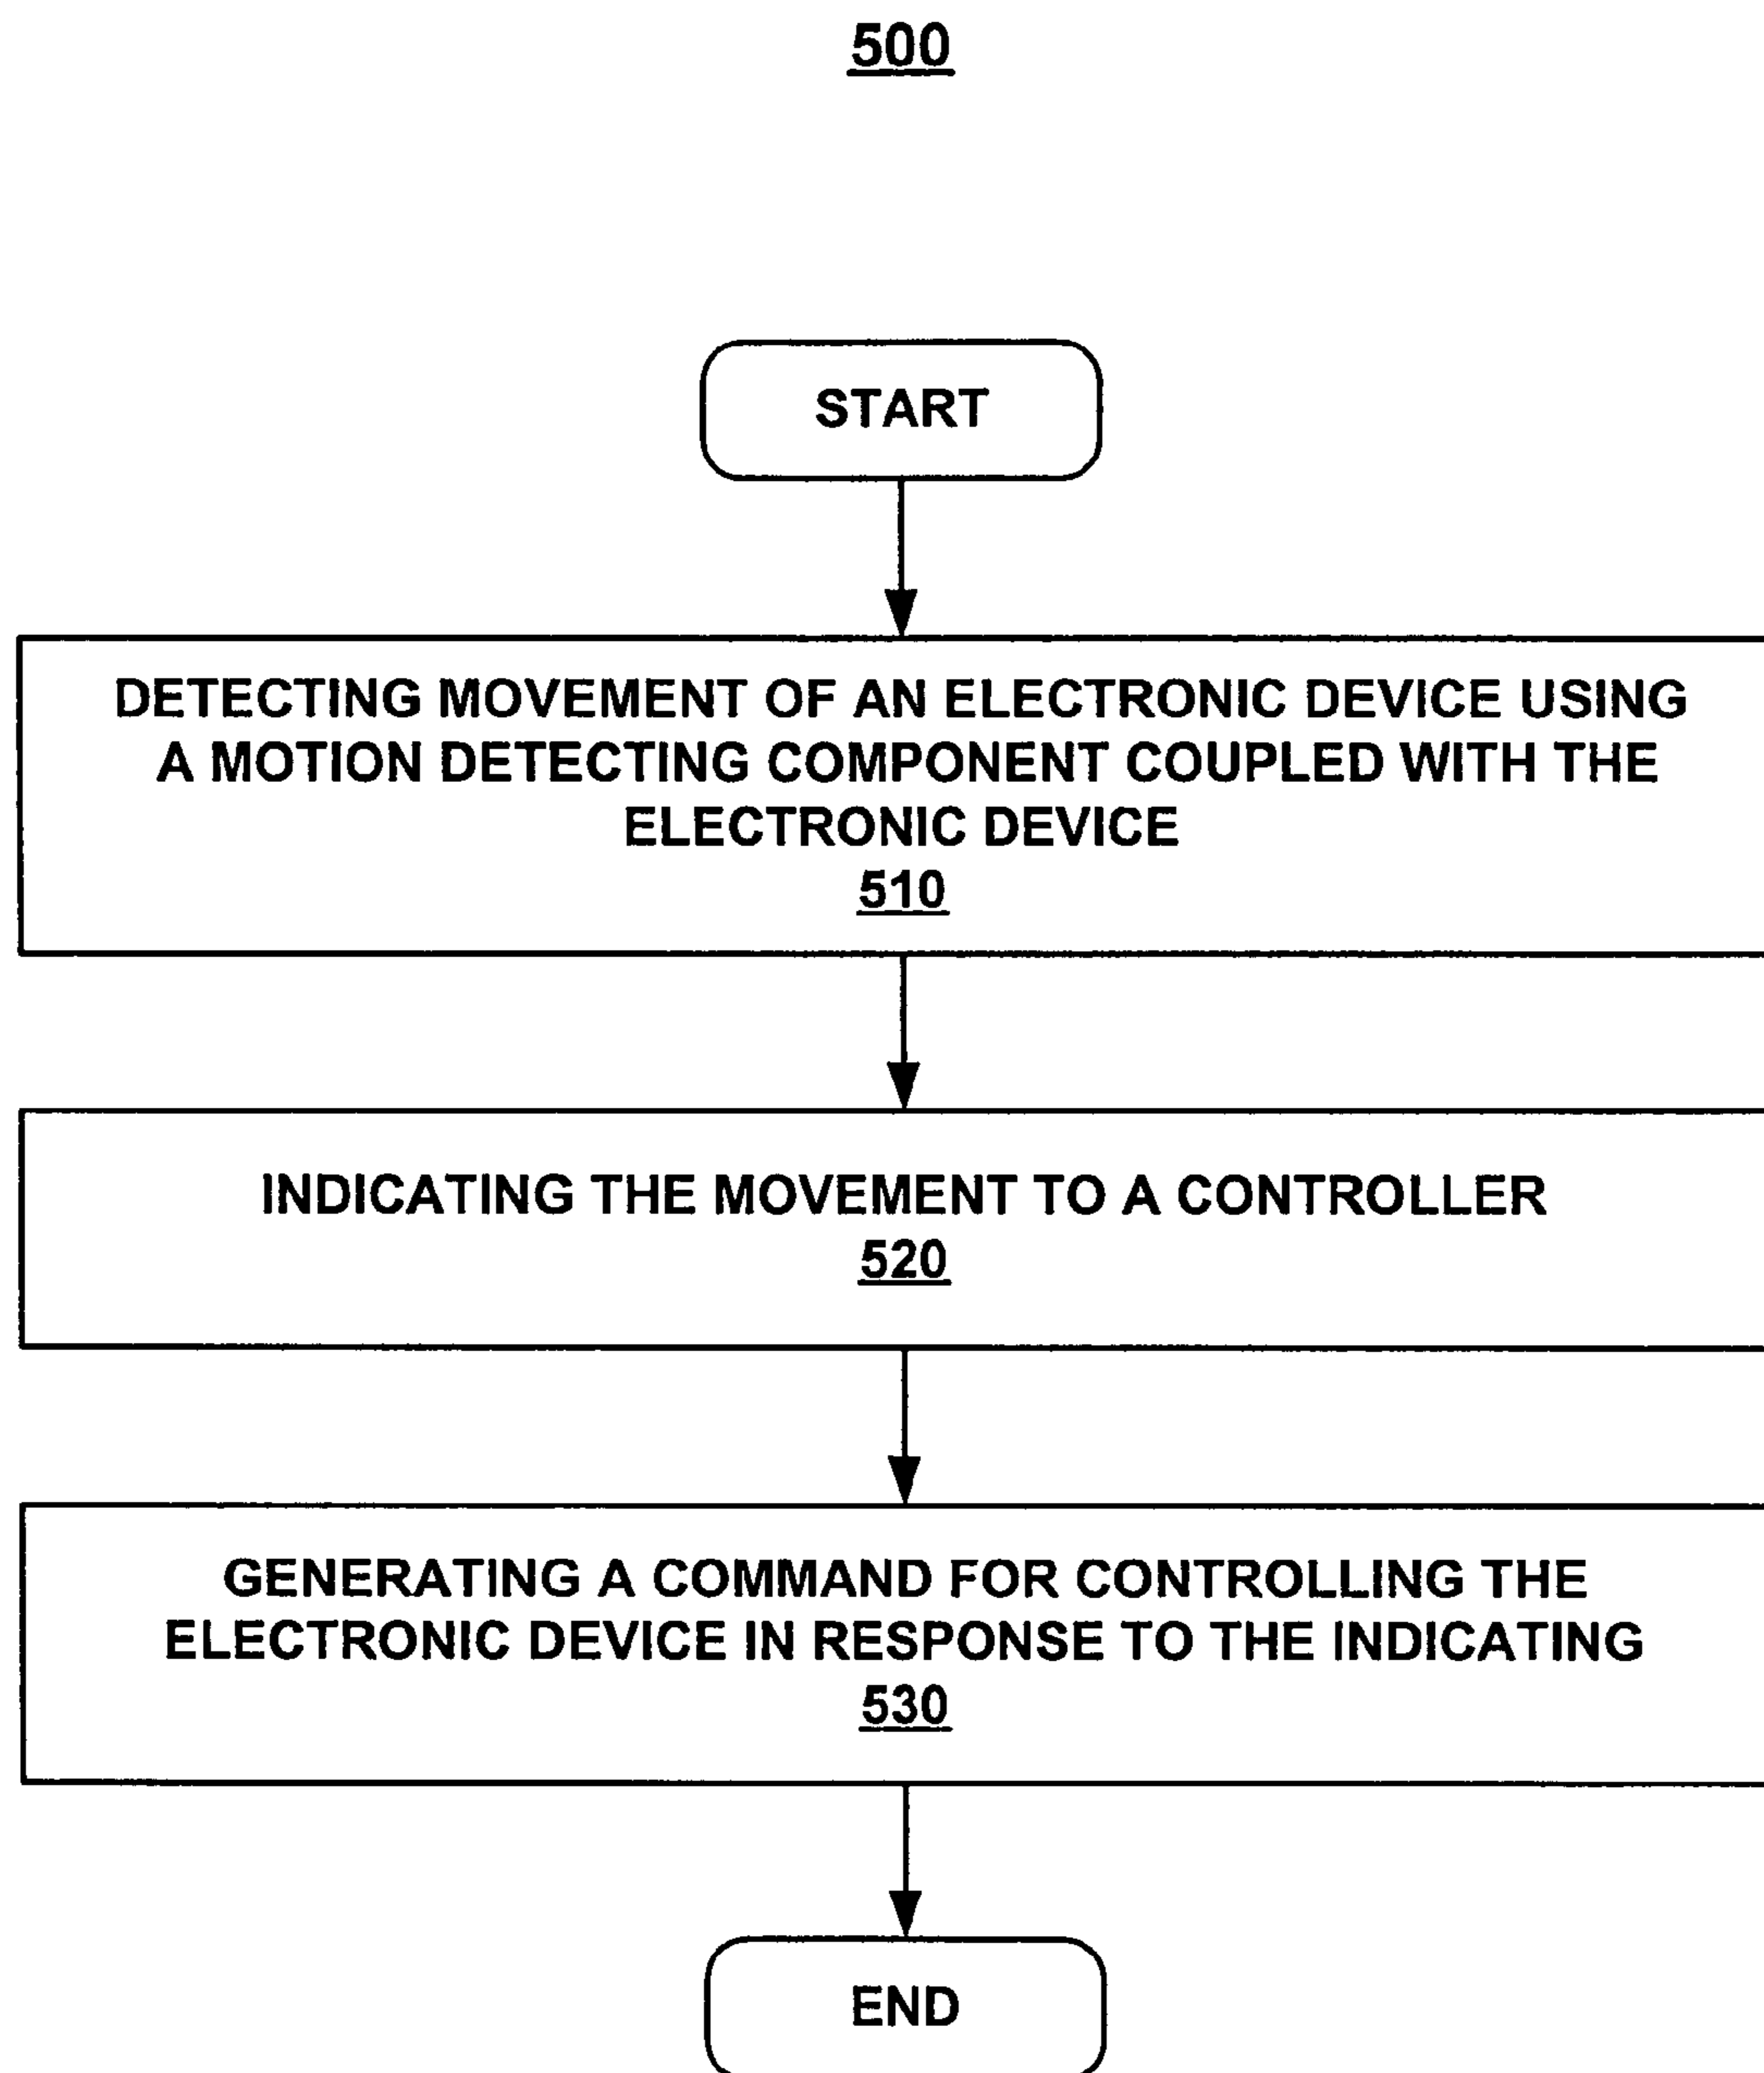 500
START
DETECTING MOVEMENT OF AN ELECTRONIC DEVICE USING
A MOTION DETECTING COMPONENT COUPLED WITH THE
ELECTRONIC DEVICE
510
INDICATING THE MOVEMENT TO A CONTROLLER
520
GENERATING A COMMAND FOR CONTROLLING THE
ELECTRONIC DEVICE IN RESPONSE TO THE INDICATING
530
END